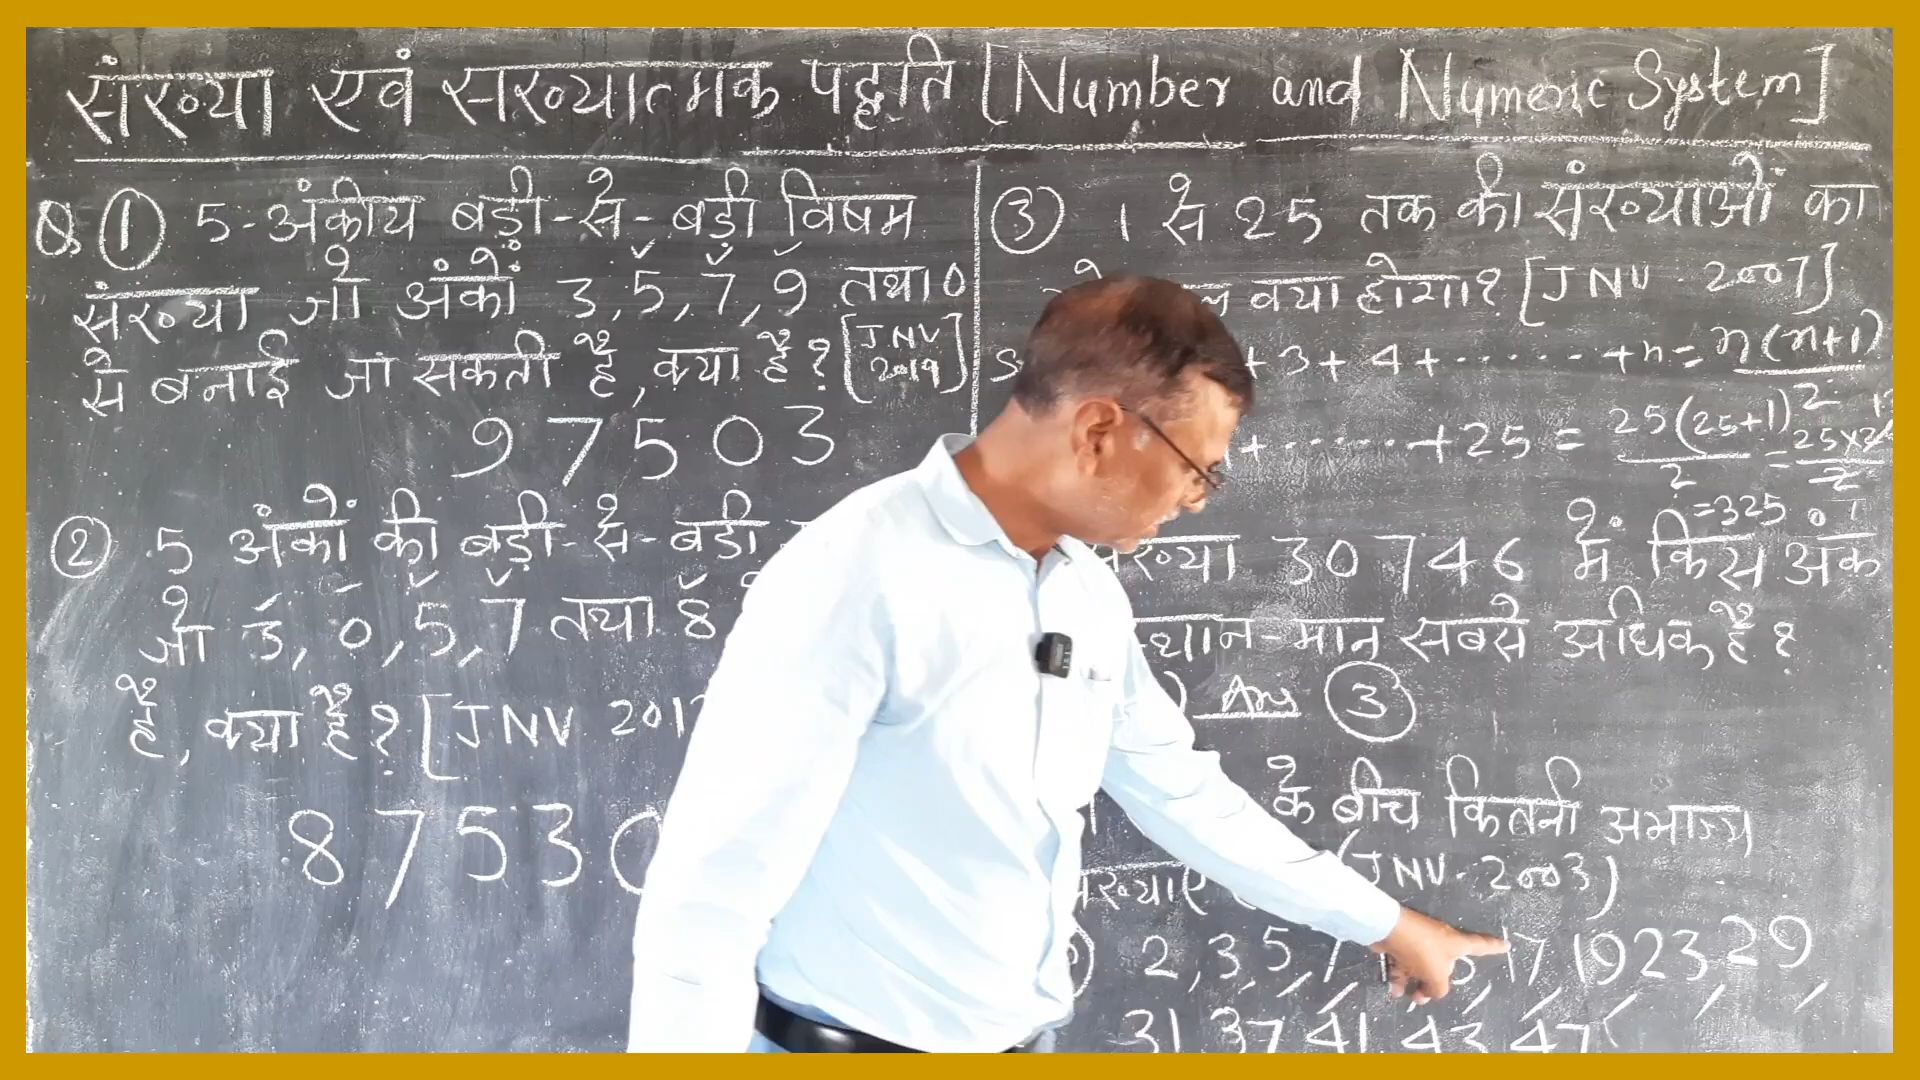 संख्या एवं सख्यात्मक पद्धति [Number and Numeric System]
Q. ① 5-अंकीय बड़ी-से-बड़ी विषम
संख्या जो अंकों 3,5,7,9 तथा 0
से बनाई जा सकती है, क्या है? [JNV 2019]
97503
② 5 अंकों की बड़ी-से-बड़ी
जो 3,0,5,7 तथा 8
है, क्या है? [JNV 201
8753
③ 1 से 25 तक की संख्याओं का
क्या होगा? [JNV-2007]
+3+4+......+n= n(n+1)/2
+......+25 = 25(25+1)/2 = 25x26/2
=325
संख्या 30746 में किस अंक
स्थान-मान सबसे अधिक है?
Ans ③
के बीच कितनी अभाज्य
संख्याएँ (JNV-2003)
2,3,5,7 17,19 23,29,
31 37 41 43 47